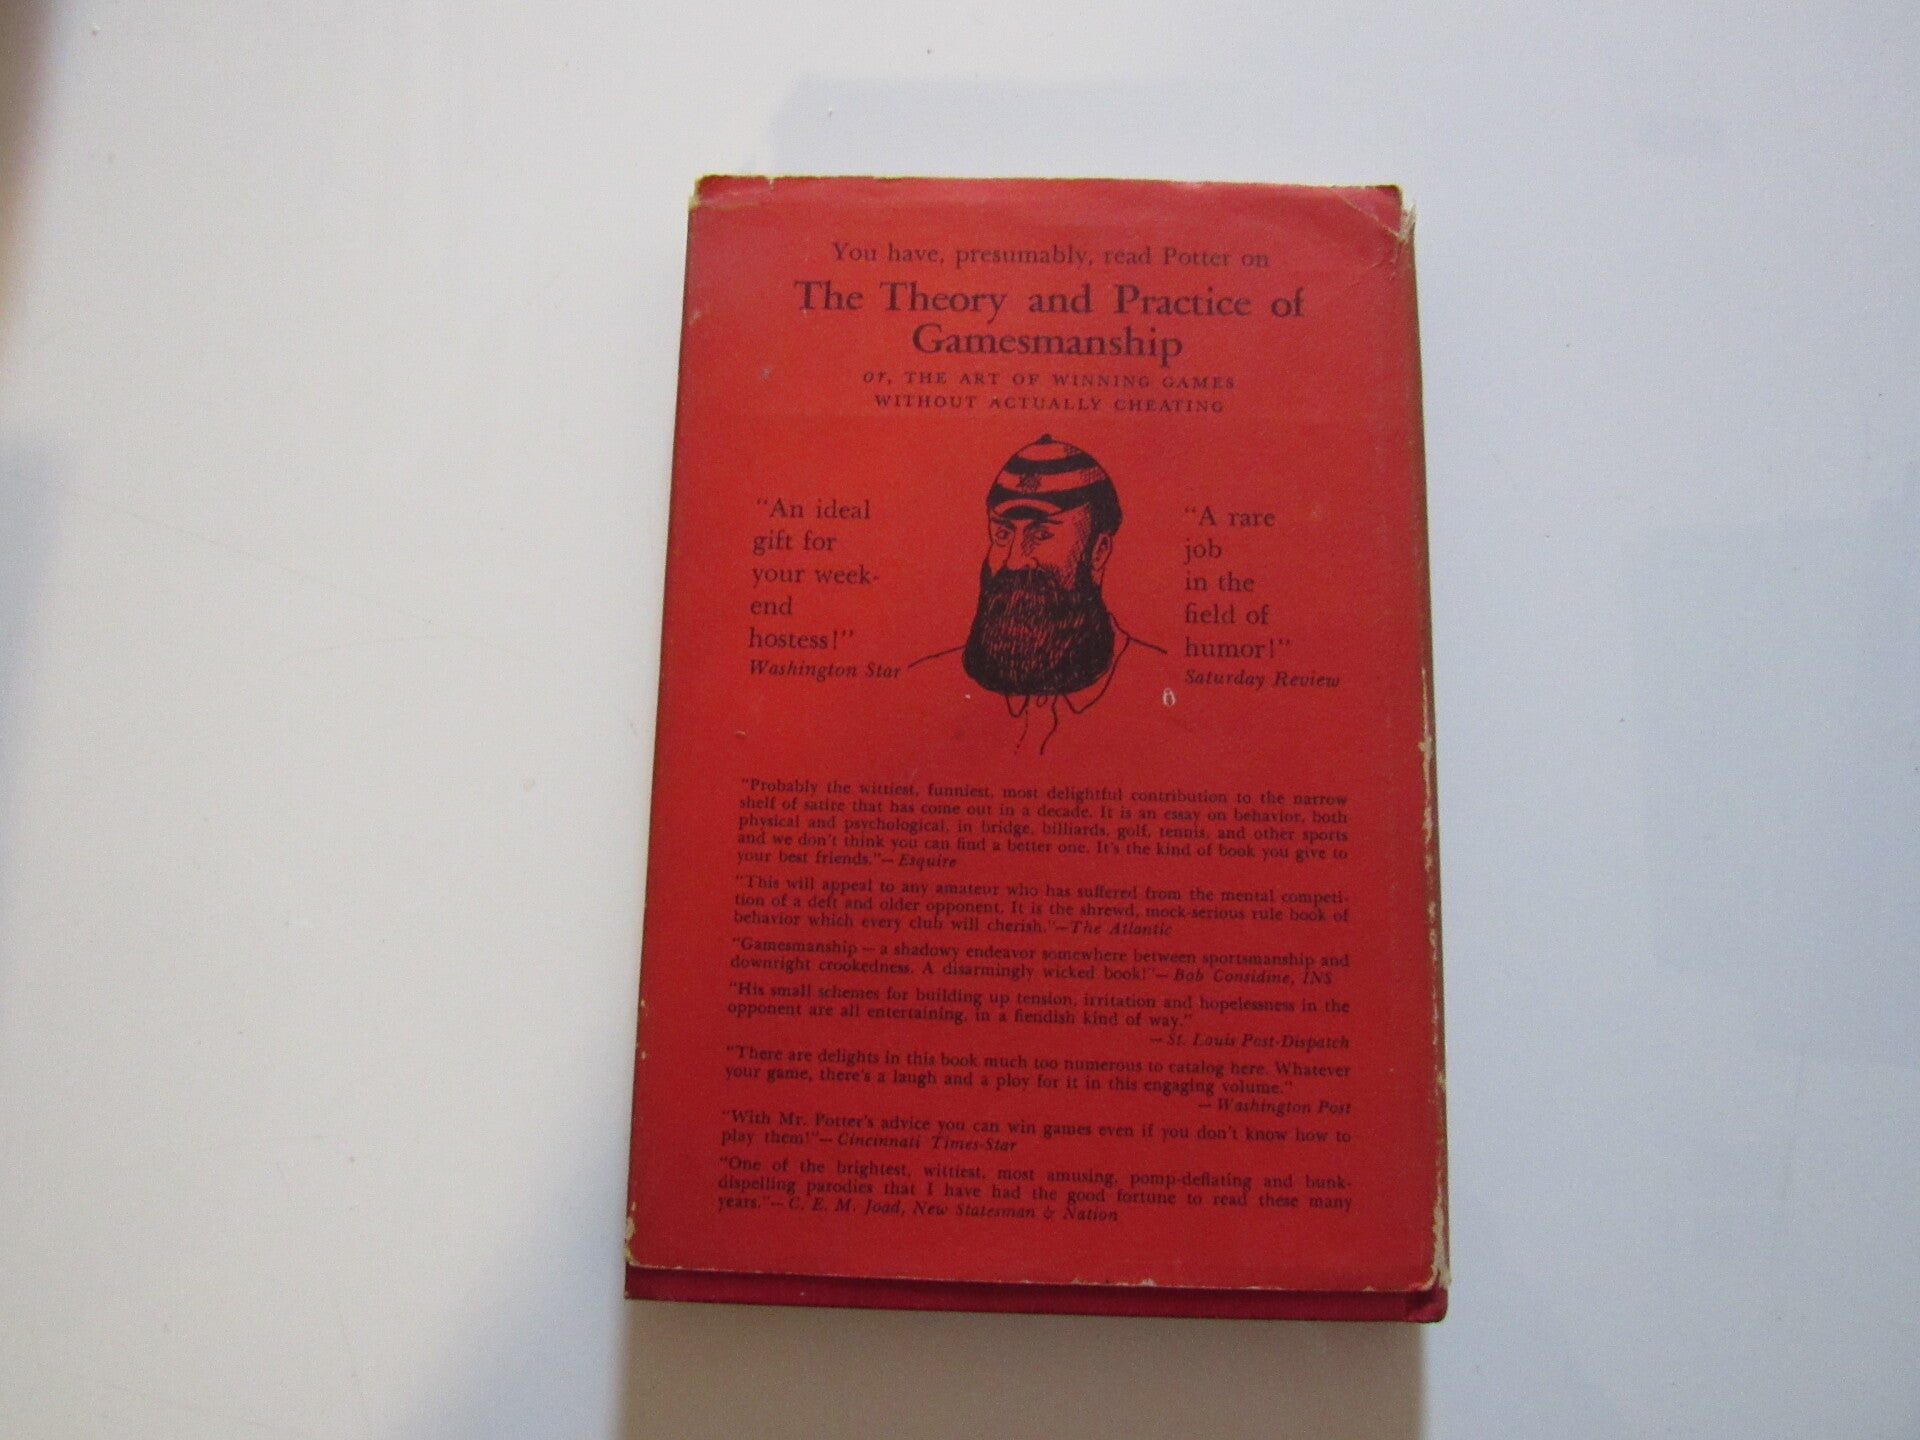 You have, presumably, read Potter on
The Theory and Practice of
Gamesmanship
or, THE ART OF WINNING GAMES
WITHOUT ACTUALLY CHEATING
"An ideal
gift for
your week-
end
hostess!"
Washington Star
"A rare
job
in the
field of
humor!"
Saturday Review
"Probably the wittiest, funniest, most delightful contribution to the narrow
shelf of satire that has come out in a decade. It is an essay on behavior, both
physical and psychological, in bridge, billiards, golf, tennis, and other sports
and we don't think you can find a better one. It's the kind of book you give to
your best friends."—Esquire
"This will appeal to any amateur who has suffered from the mental competi-
tion of a deft and older opponent. It is the shrewd, mock-serious rule book of
behavior which every club will cherish."—The Atlantic
"Gamesmanship — a shadowy endeavor somewhere between sportsmanship and
downright crookedness. A disarmingly wicked book!"—Bob Considine, INS
"His small schemes for building up tension, irritation and hopelessness in the
opponent are all entertaining, in a fiendish kind of way."
—St. Louis Post-Dispatch
"There are delights in this book much too numerous to catalog here. Whatever
your game, there's a laugh and a ploy for it in this engaging volume."
—Washington Post
"With Mr. Potter's advice you can win games even if you don't know how to
play them!"—Cincinnati Times-Star
"One of the brightest, wittiest, most amusing, pomp-deflating and bunk-
dispelling parodies that I have had the good fortune to read these many
years."—C. E. M. Joad, New Statesman & Nation